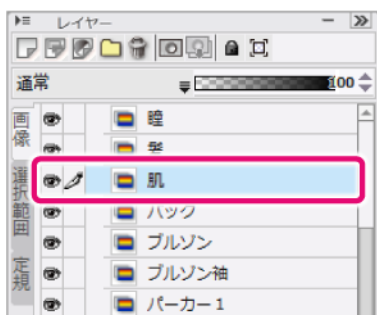 レイヤー
通常
100
画像
選択範囲
定規
瞳
髪
肌
バック
ブルゾン
ブルゾン袖
パーカー1